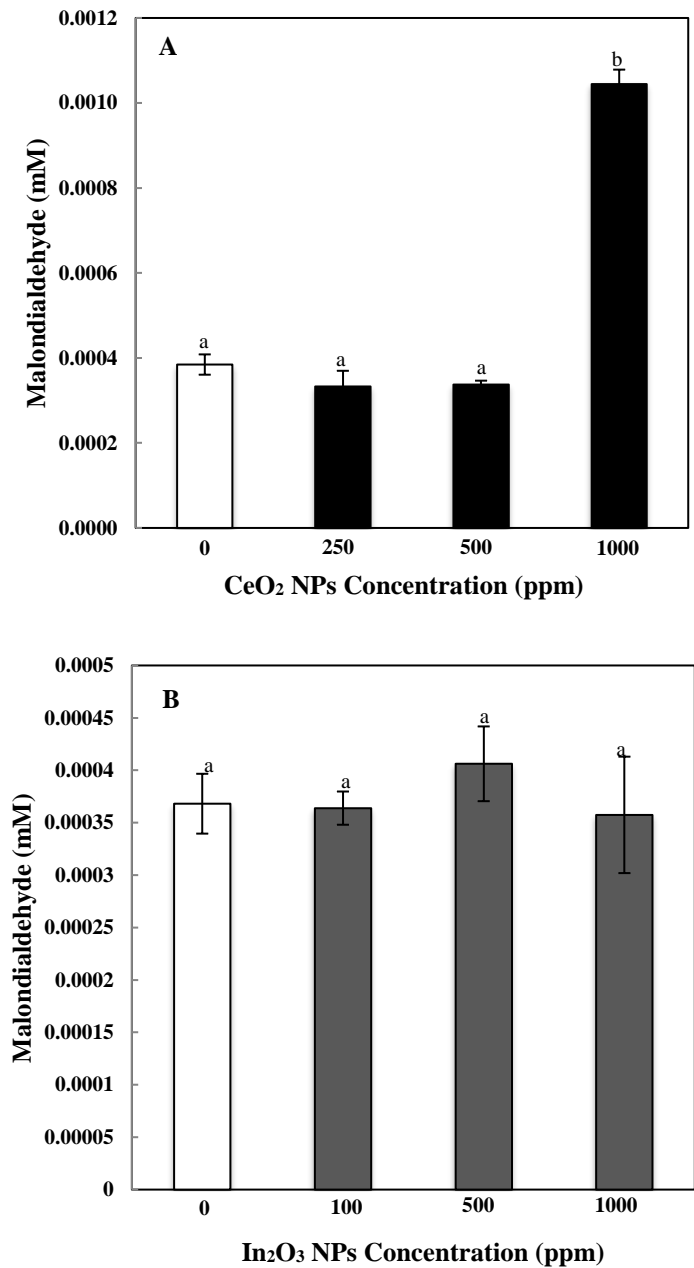 0.0012
A
b
0.0010
0.0008
Malondialdehyde (mM)
0.0006
a
a
a
0.0004
0.0002
0.0000
0
250
500
1000
CeO₂ NPs Concentration (ppm)
0.0005
B
0.00045
a
a
a
a
0.0004
0.00035
0.0003
Malondialdehyde (mM)
0.00025
0.0002
0.00015
0.0001
0.00005
0
0
100
500
1000
In₂O₃ NPs Concentration (ppm)